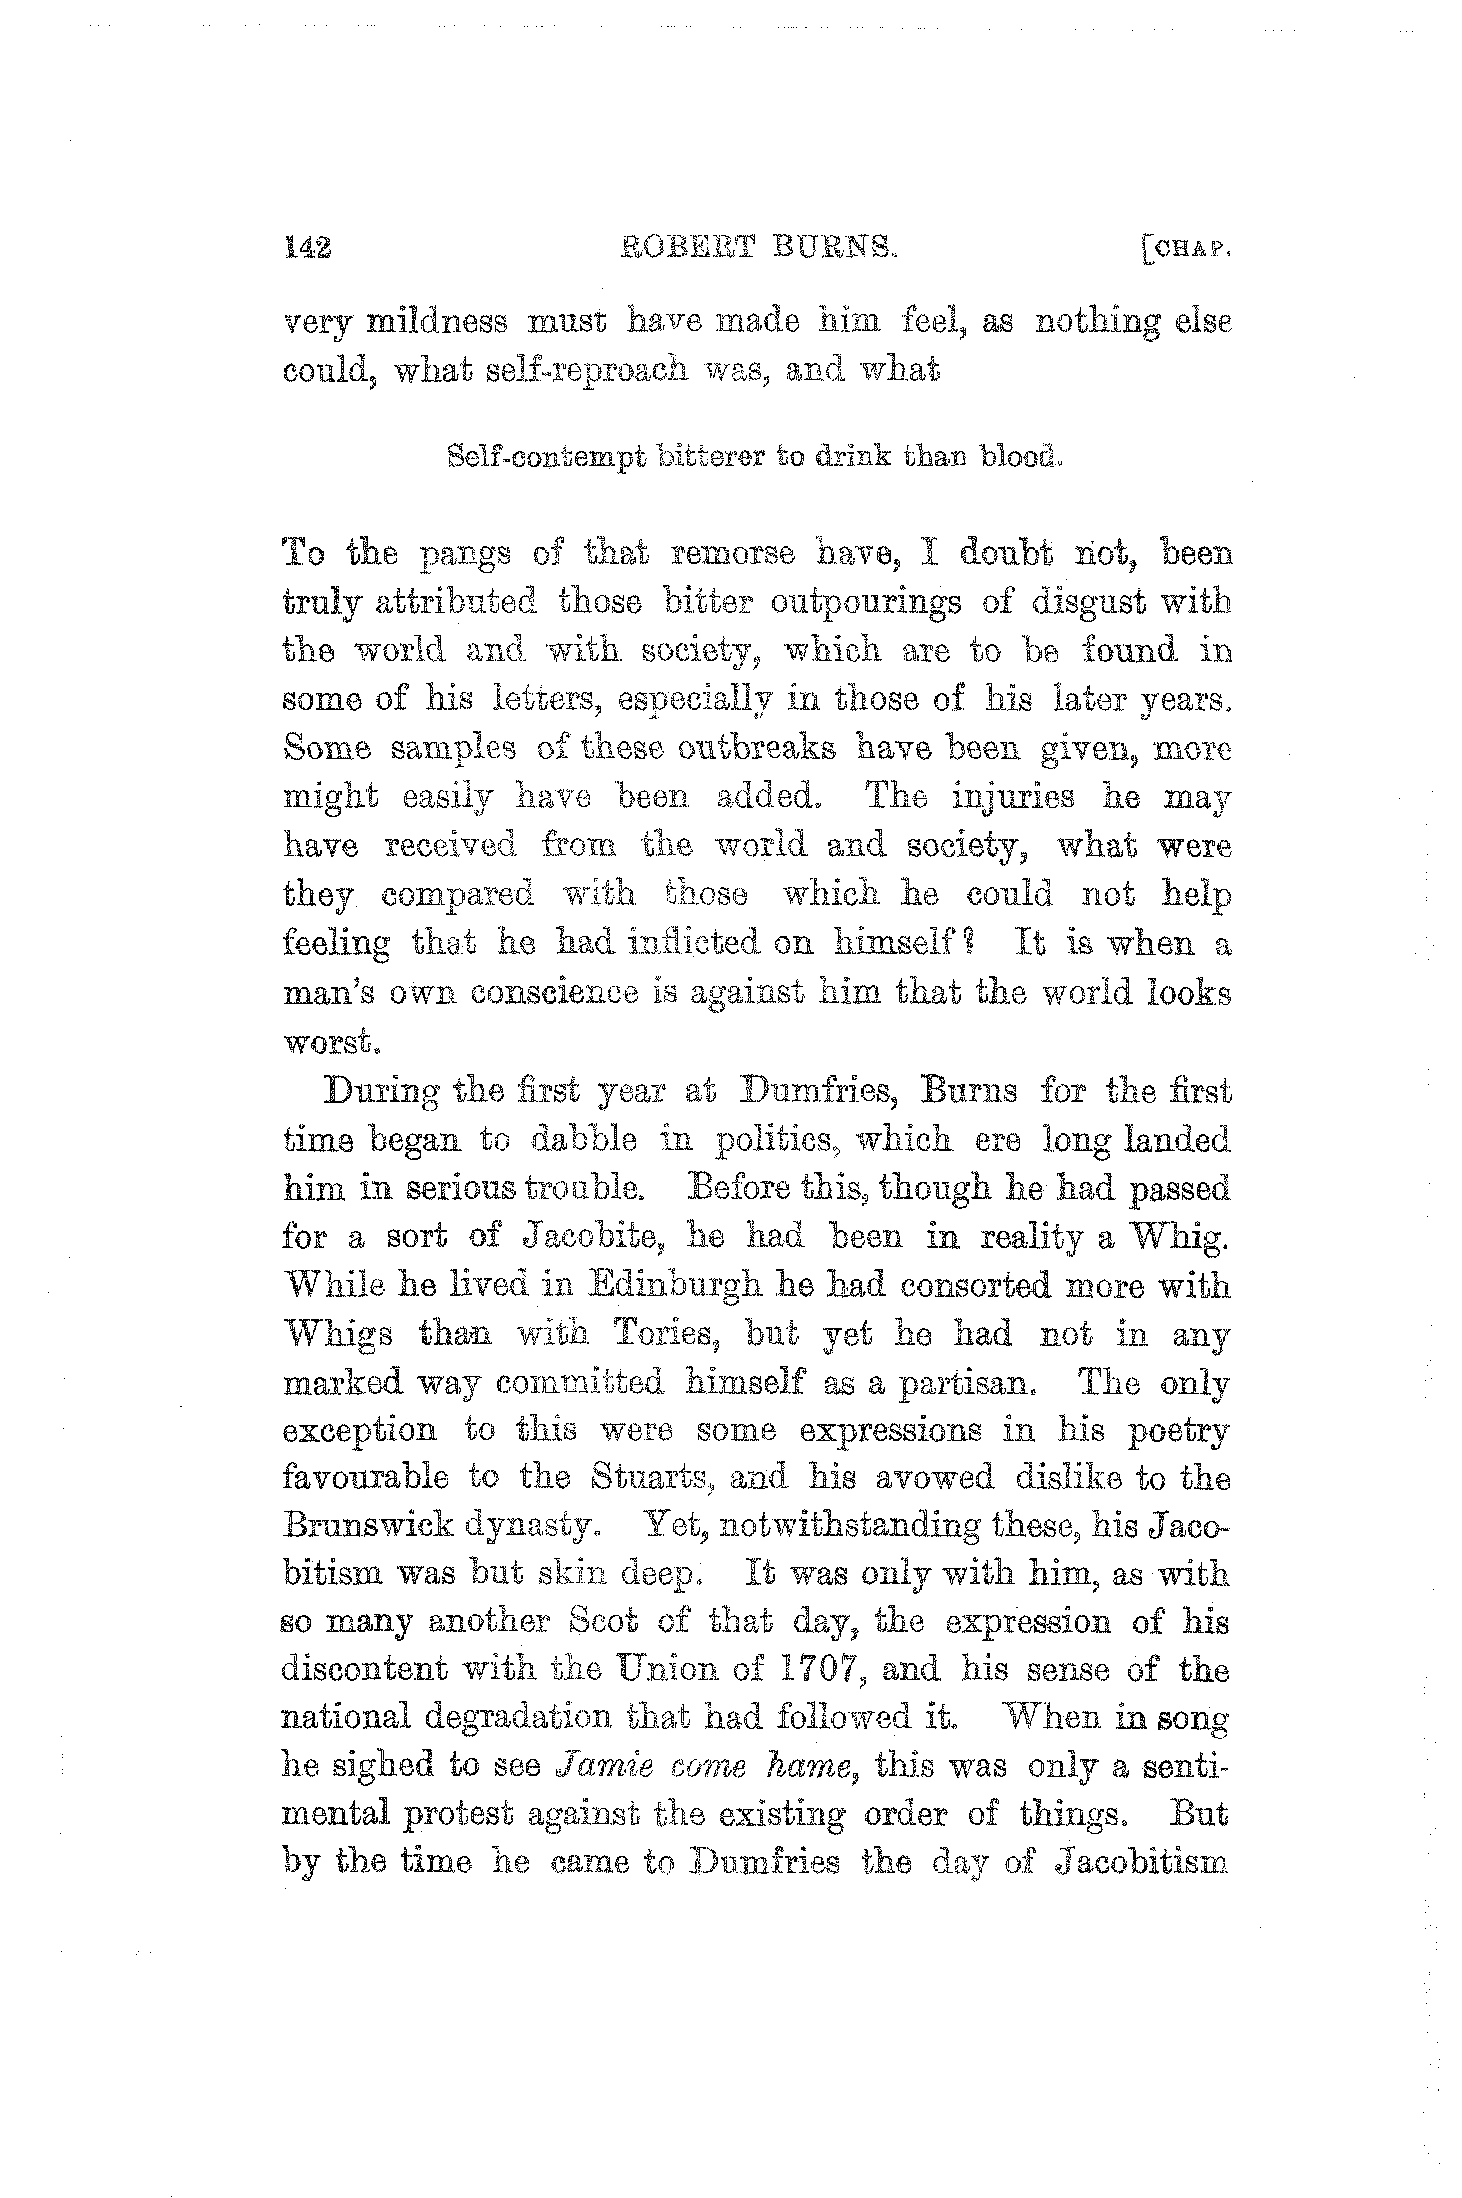 142 ROBERT BURNS. [CHAP.
very mildness must have made him feel, as nothing else
could, what self-reproach was, and what
Self-contempt bitterer to drink than blood.
To the pangs of that remorse have, I doubt not, been
truly attributed those bitter outpourings of disgust with
the world and with society, which are to be found in
some of his letters, especially in those of his later years.
Some samples of these outbreaks have been given, more
might easily have been added. The injuries he may
have received from the world and society, what were
they compared with those which he could not help
feeling that he had inflicted on himself? It is when a
man's own conscience is against him that the world looks
worst.
During the first year at Dumfries, Burns for the first
time began to dabble in politics, which ere long landed
him in serious trouble. Before this, though he had passed
for a sort of Jacobite, he had been in reality a Whig.
While he lived in Edinburgh he had consorted more with
Whigs than with Tories, but yet he had not in any
marked way committed himself as a partisan. The only
exception to this were some expressions in his poetry
favourable to the Stuarts, and his avowed dislike to the
Brunswick dynasty. Yet, notwithstanding these, his Jaco-
bitism was but skin deep. It was only with him, as with
so many another Scot of that day, the expression of his
discontent with the Union of 1707, and his sense of the
national degradation that had followed it. When in song
he sighed to see Jamie come hame, this was only a senti-
mental protest against the existing order of things. But
by the time he came to Dumfries the day of Jacobitism